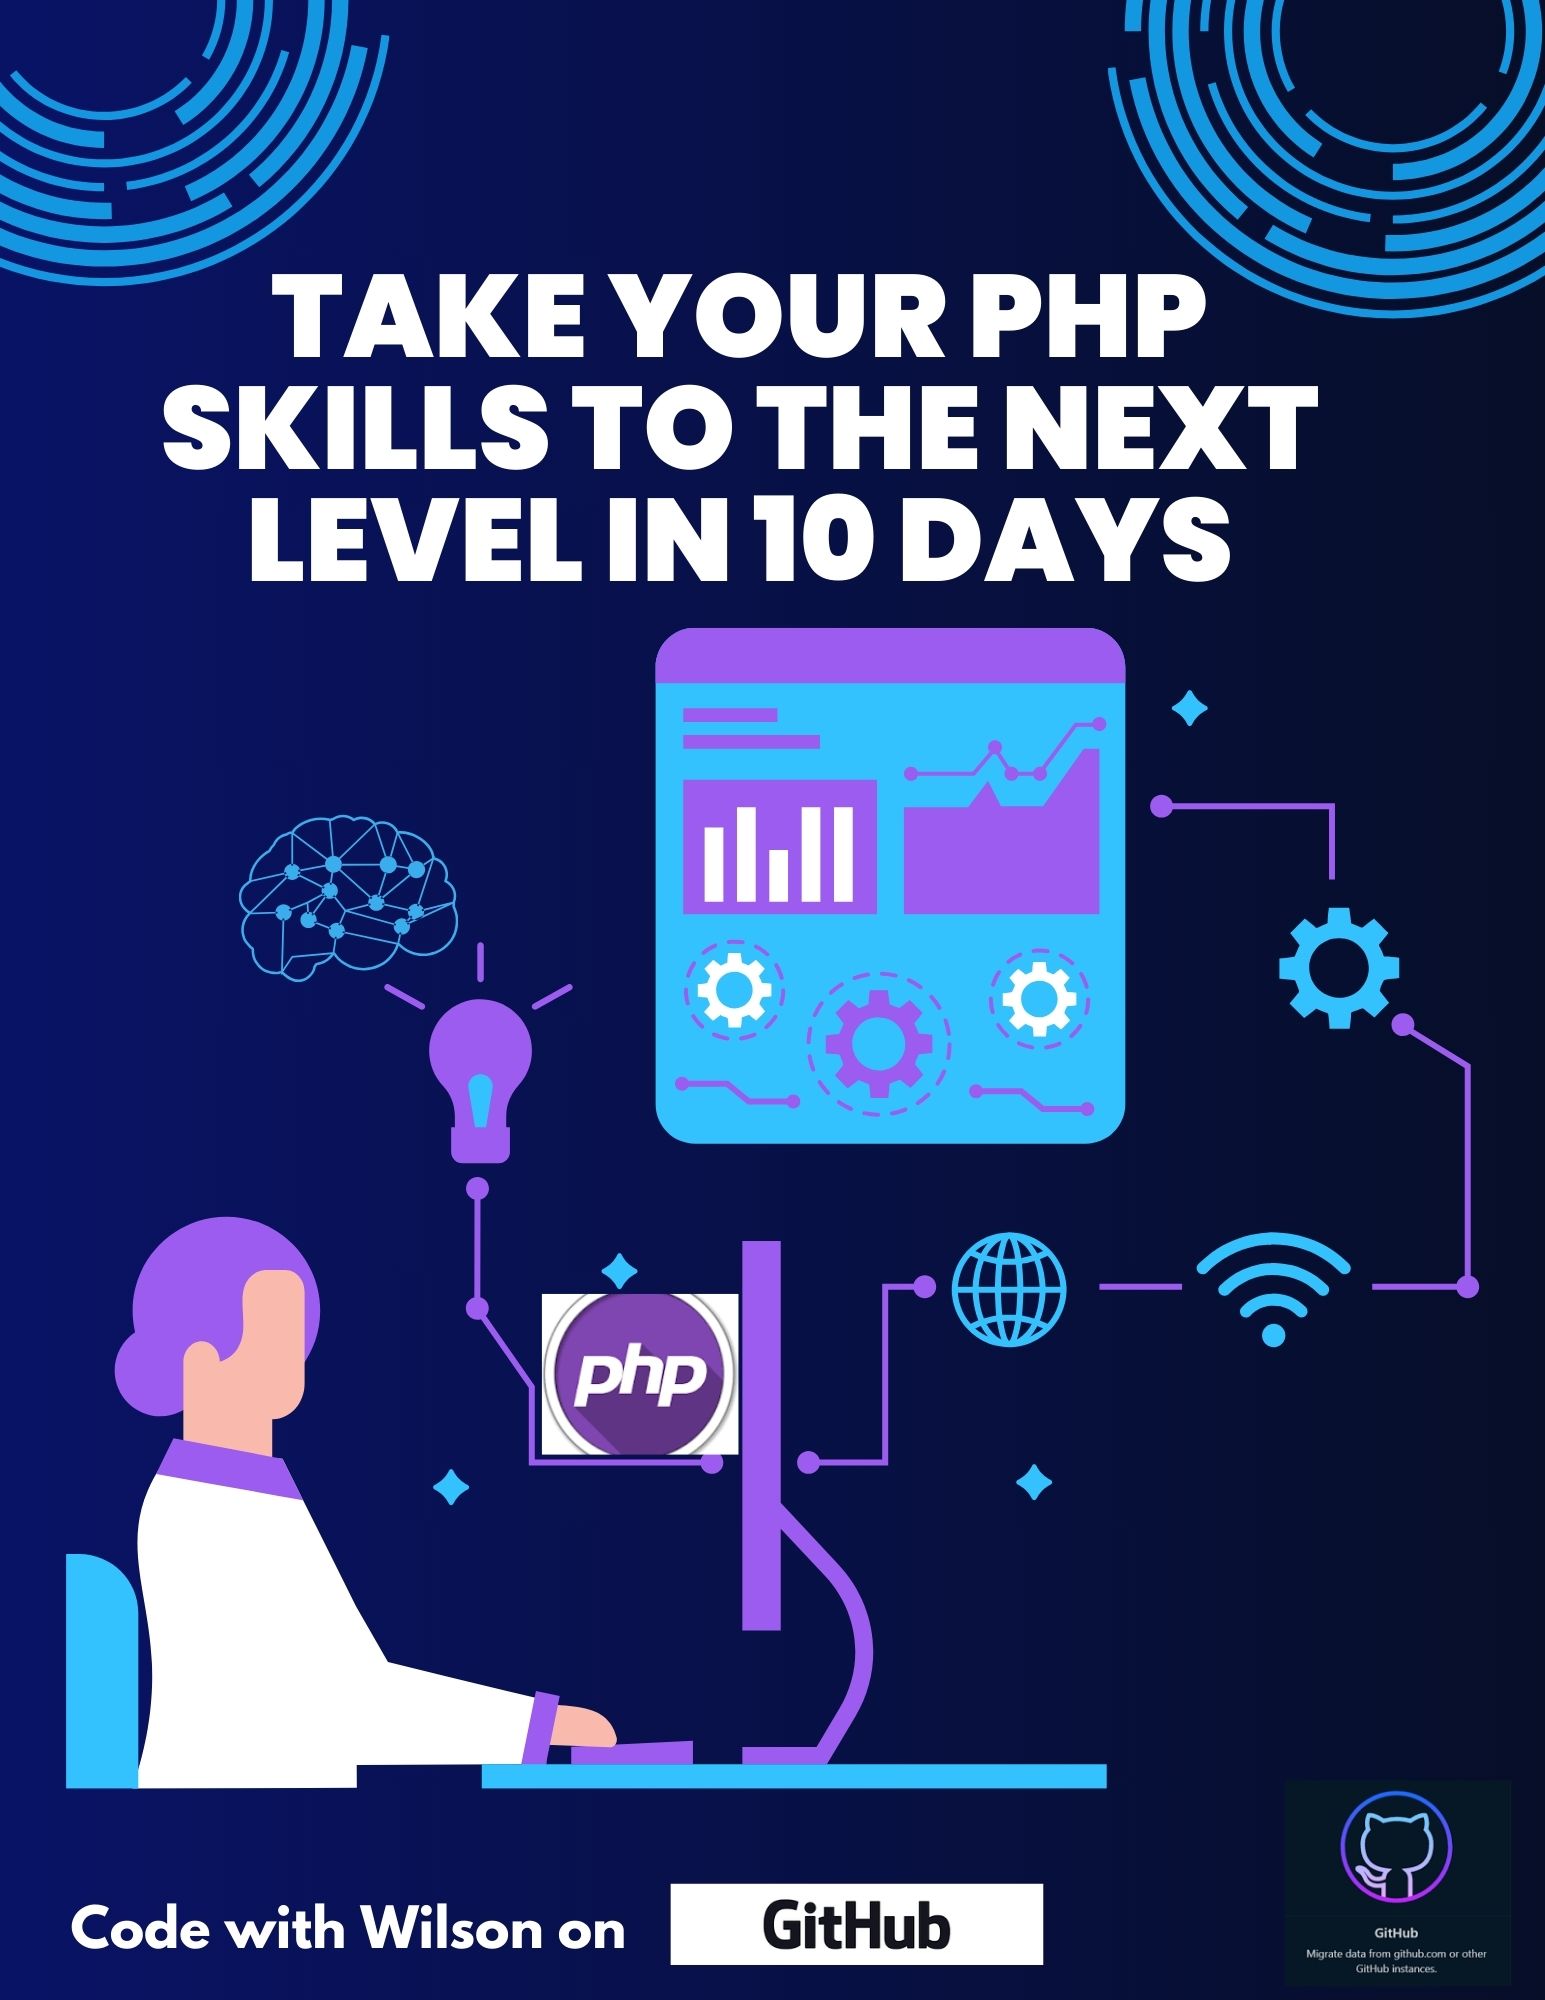 TAKE YOUR PHP
SKILLS TO THE NEXT
LEVEL IN 10 DAYS
php
Code with Wilson on
GitHub
GitHub
Migrate data from github.com or other
GitHub instances.